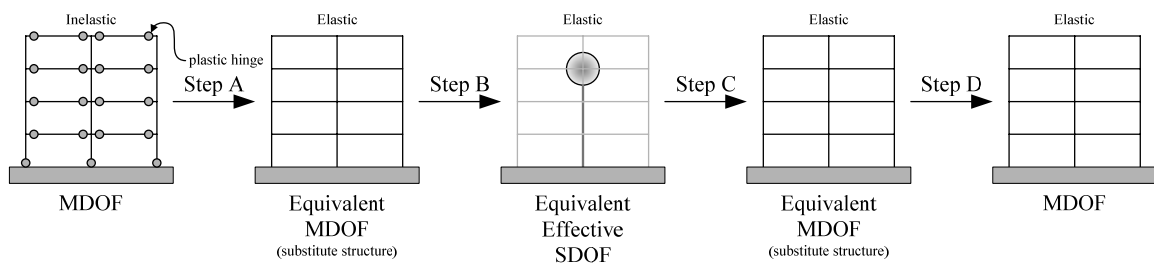 Inelastic
Elastic
Elastic
Elastic
Elastic
plastic hinge
Step A
Step B
Step C
Step D
MDOF
Equivalent
MDOF
(substitute structure)
Equivalent
Effective
SDOF
Equivalent
MDOF
(substitute structure)
MDOF